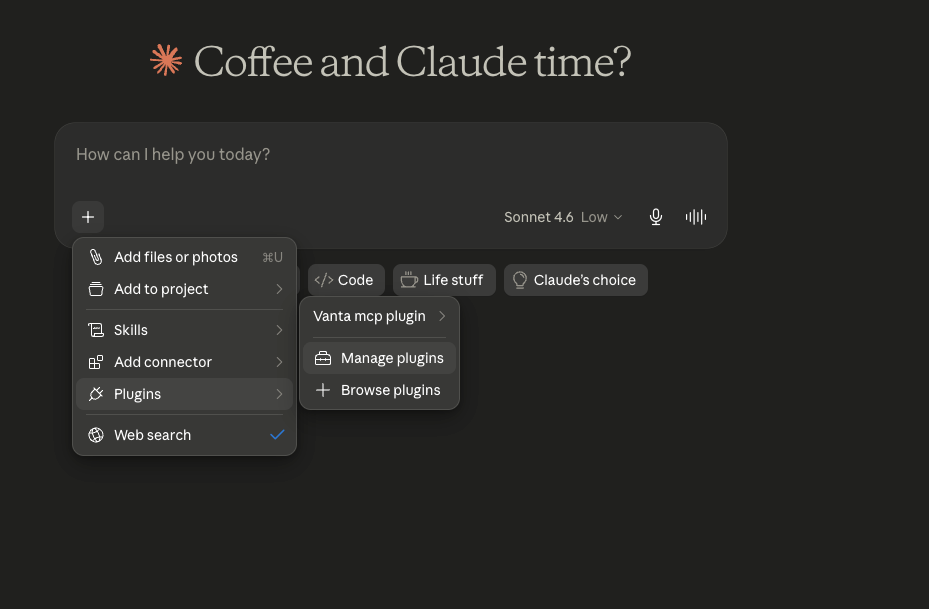 Coffee and Claude time?
How can I help you today?
Sonnet 4.6 Low
Add files or photos ⌘U
Add to project
Skills
Add connector
Plugins
Web search
Code
Life stuff
Claude's choice
Vanta mcp plugin
Manage plugins
Browse plugins